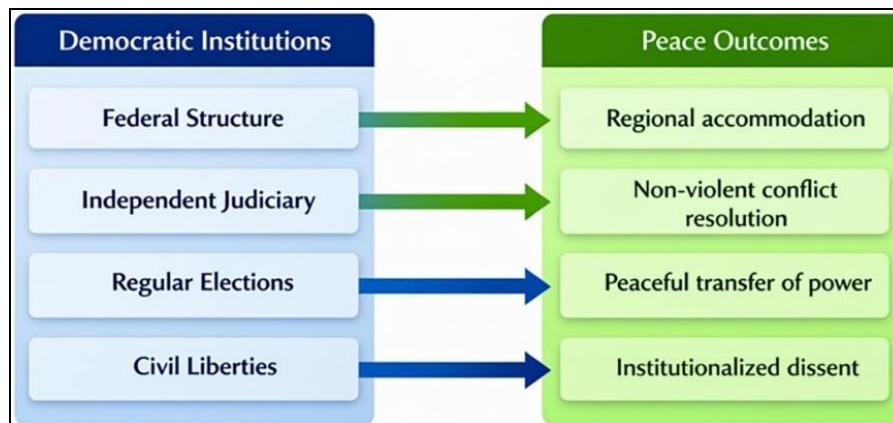 Democratic Institutions
Peace Outcomes
Federal Structure
Regional accommodation
Independent Judiciary
Non-violent conflict
resolution
Regular Elections
Peaceful transfer of power
Civil Liberties
Institutionalized dissent